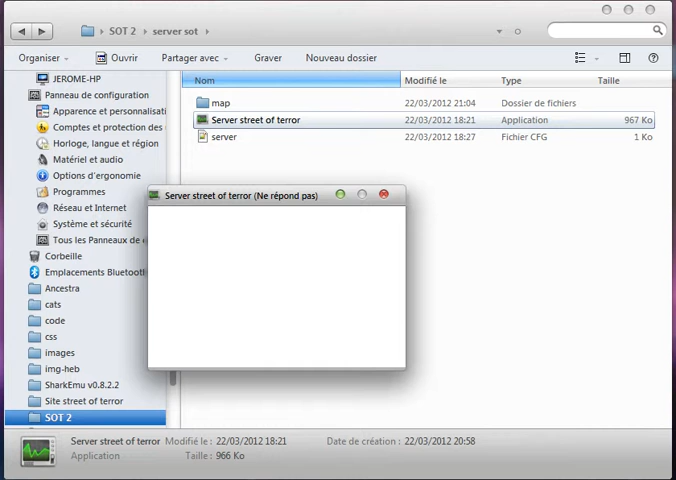 SOT 2 server sot
Organiser Ouvrir Partager avec Graver Nouveau dossier
JEROME-HP
Panneau de configuration
Apparence et personnalisati
Comptes et protection des
Horloge, langue et région
Matériel et audio
Options d'ergonomie
Programmes
Réseau et Internet
Système et sécurité
Tous les Panneaux de
Corbeille
Emplacements Bluetooth
Ancestra
cats
code
css
images
img-heb
SharkEmu v0.8.2.2
Site street of terror
SOT 2
Nom Modifié le Type Taille
map 22/03/2012 21:04 Dossier de fichiers
Server street of terror 22/03/2012 18:21 Application 967 Ko
server 22/03/2012 18:27 Fichier CFG 1 Ko
Server street of terror (Ne répond pas)
Server street of terror Modifié le : 22/03/2012 18:21 Date de création : 22/03/2012 20:58
Application Taille : 966 Ko